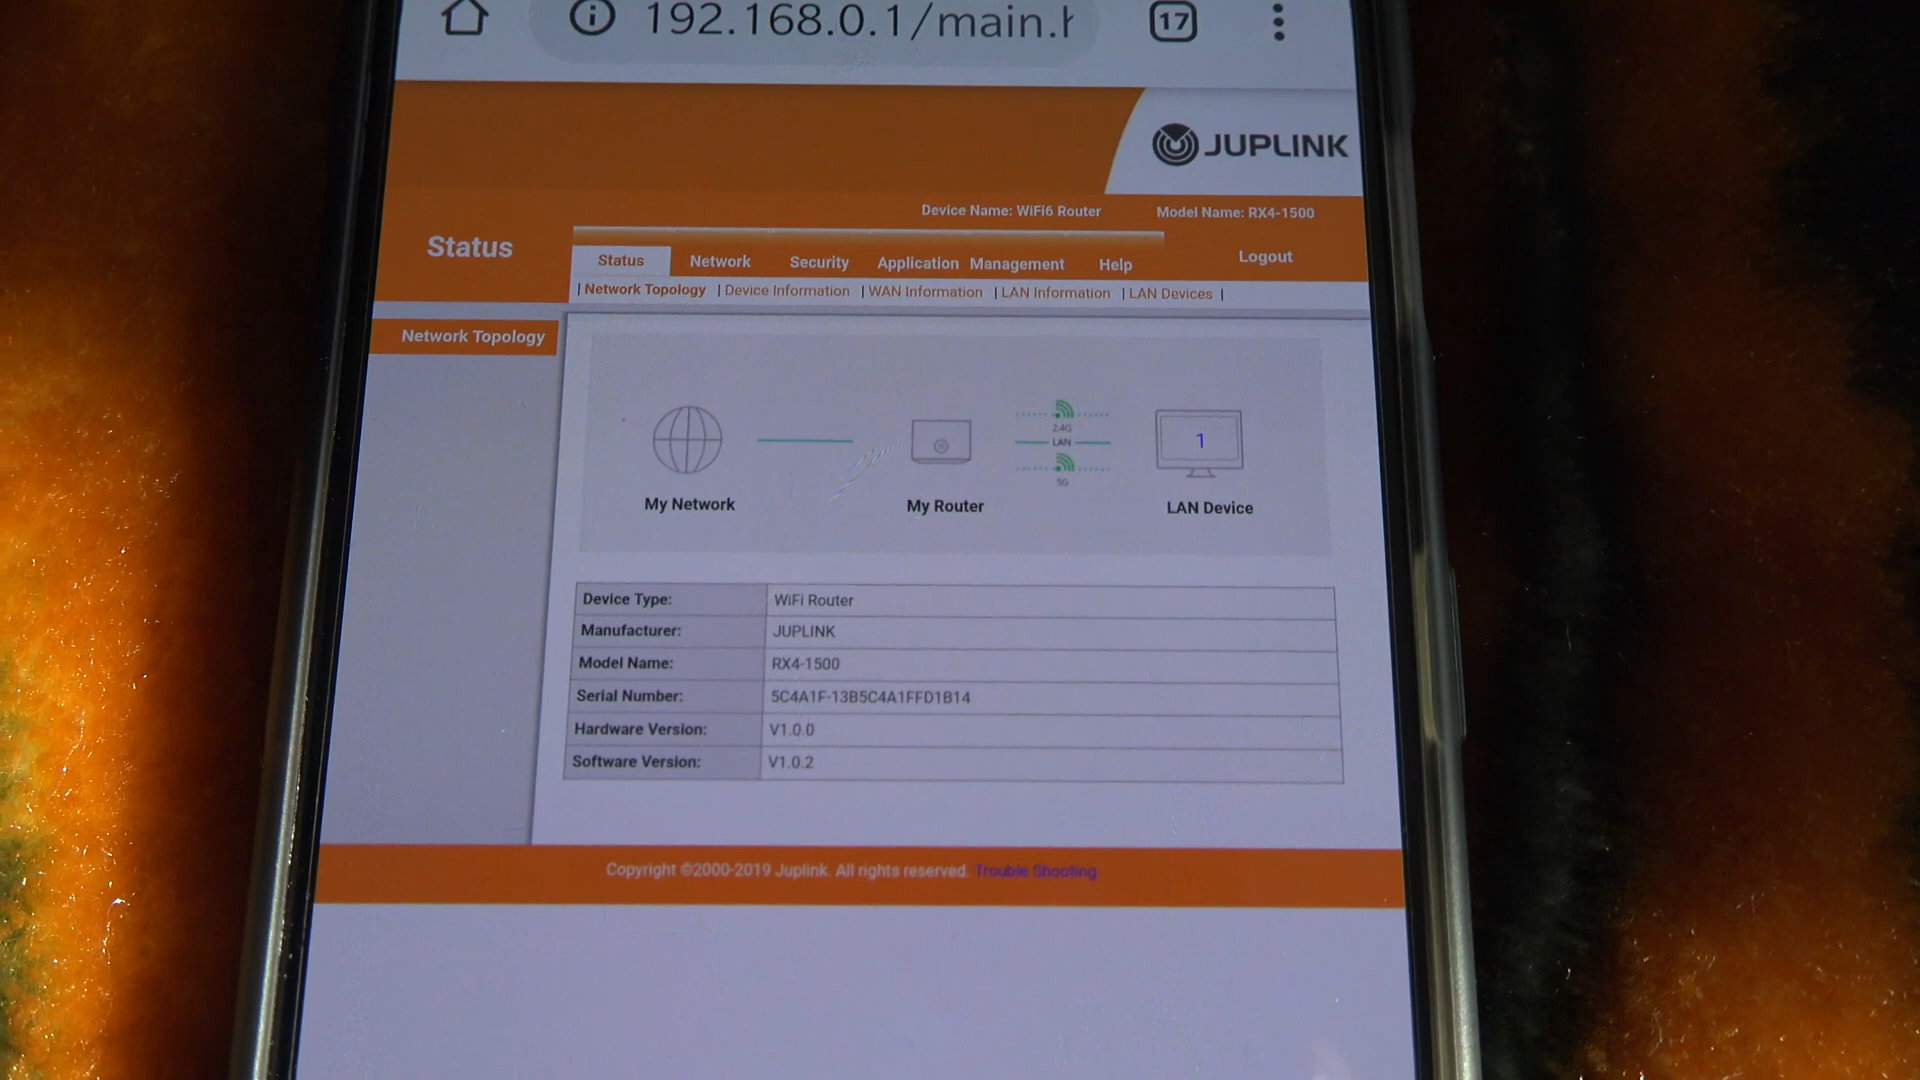 192.168.0.1/main.
17
JUPLINK
Device Name: WiFi6 Router Model Name: RX4-1500
Status
Status Network Security Application Management Help Logout
| Network Topology | Device Information | WAN Information | LAN Information | LAN Devices |
Network Topology
2.4G
LAN
5G
1
My Network My Router LAN Device
Device Type: WiFi Router
Manufacturer: JUPLINK
Model Name: RX4-1500
Serial Number: 5C4A1F-13B5C4A1FFD1B14
Hardware Version: V1.0.0
Software Version: V1.0.2
Copyright ©2000-2019 Juplink. All rights reserved. Trouble Shooting